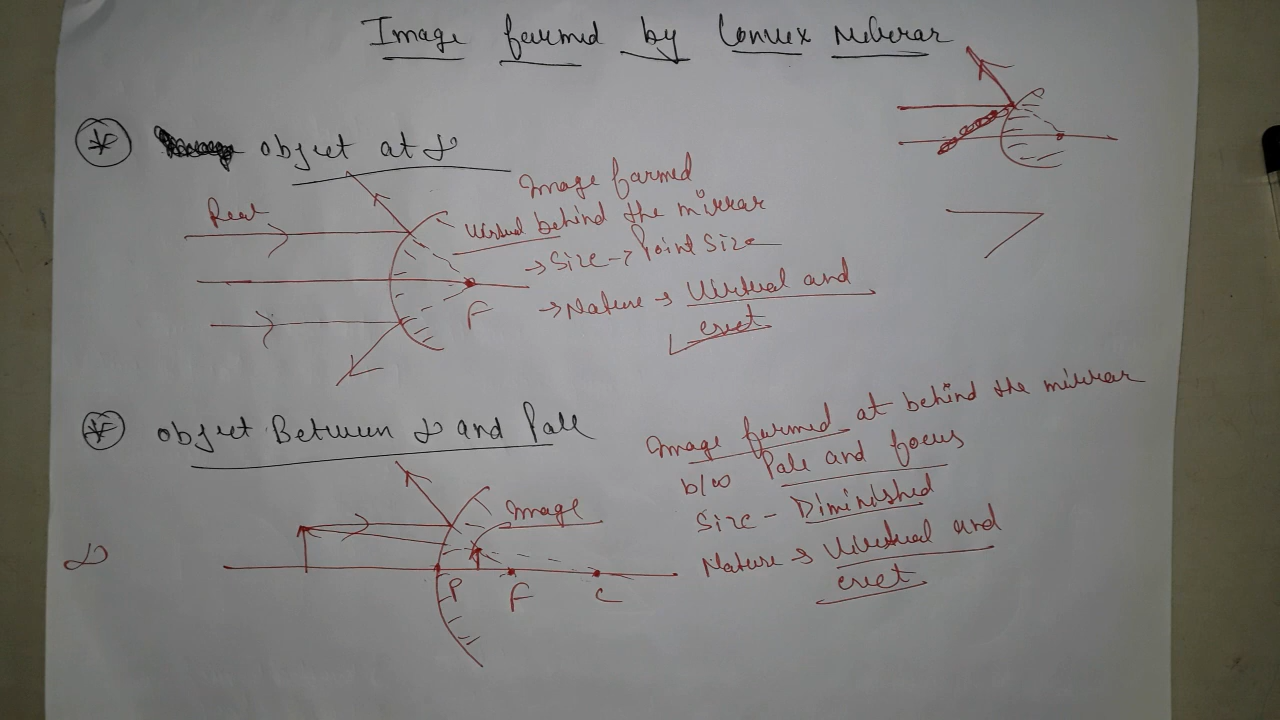 Image formed by Convex Mirror
object at ∞
Real
Image formed
virtual behind the mirror
→ Size → Point Size
→ Nature → Virtual and
erect
F
object Between ∞ and Pole
Image formed at behind the mirror
b/w Pole and focus
Size - Diminished
Nature → Virtual and
erect
Image
∞
P F C